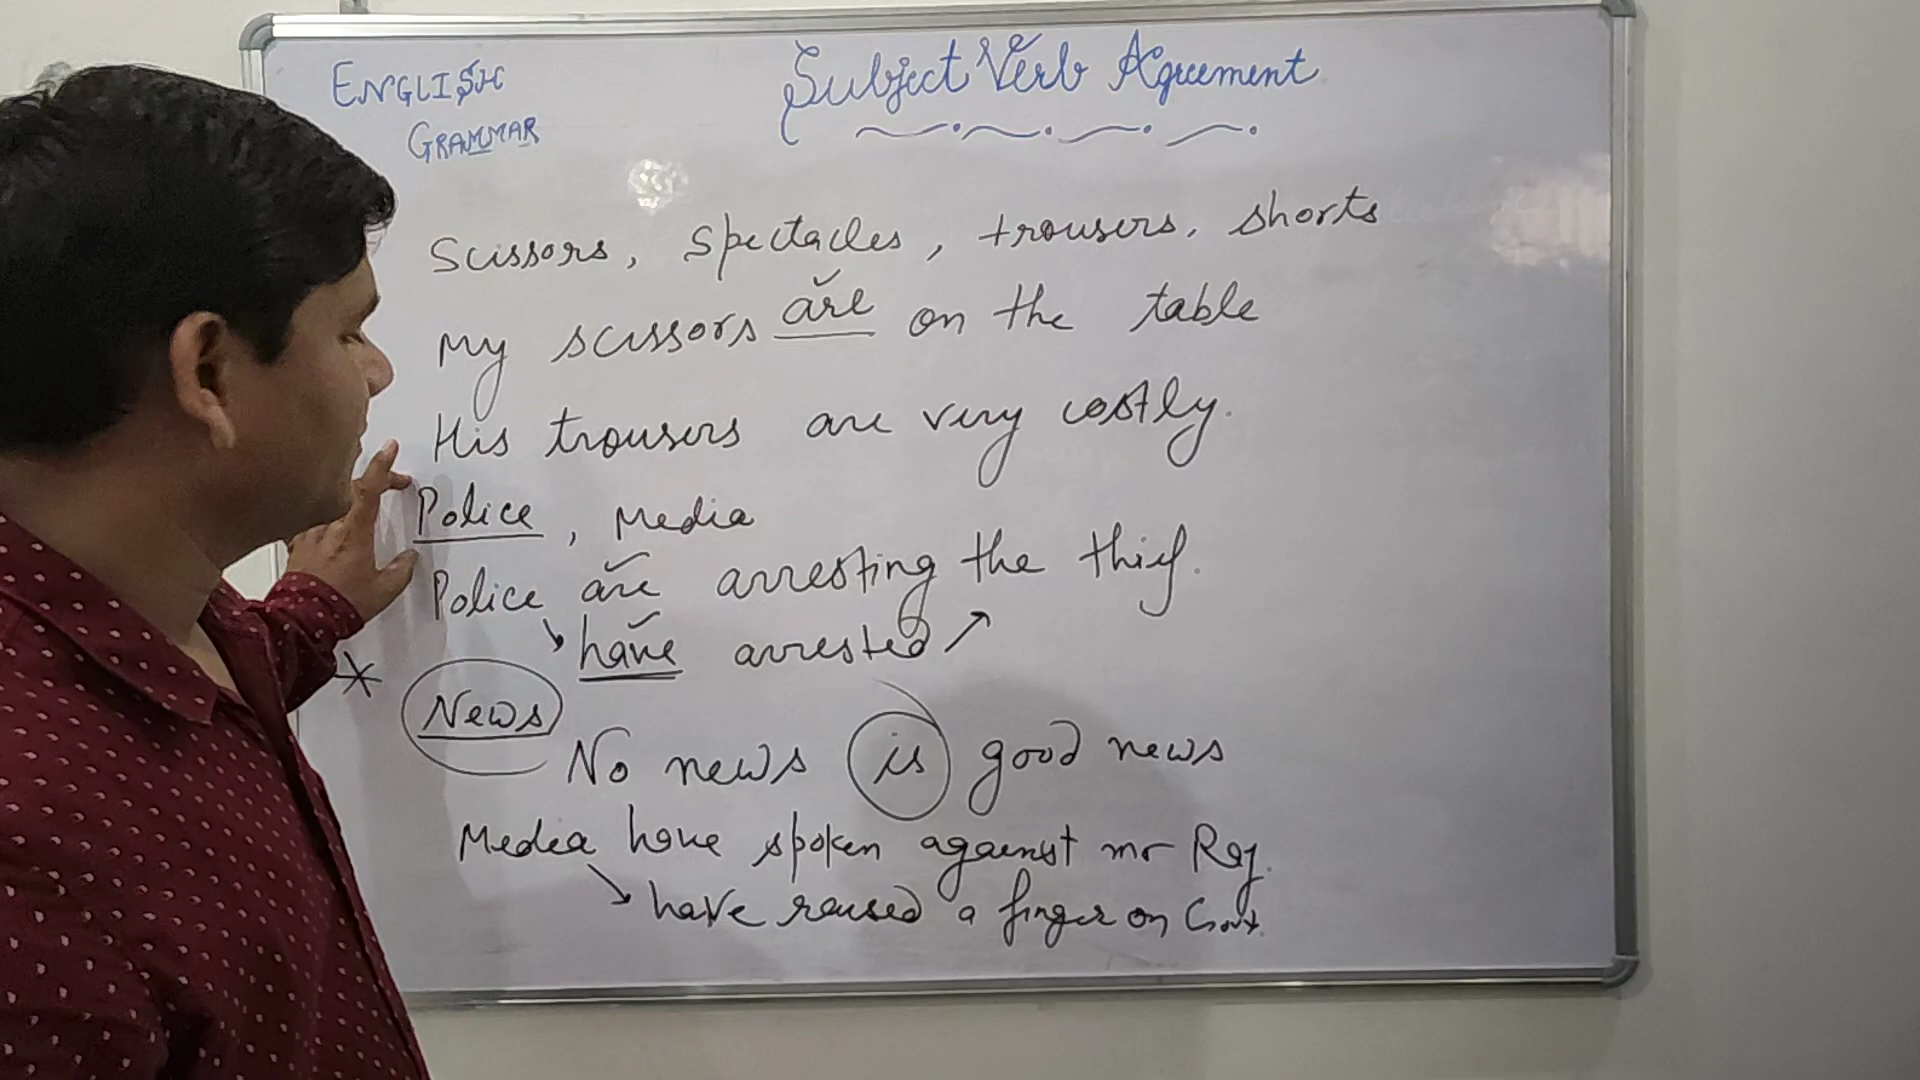 ENGLISH
GRAMMAR
Subject Verb Agreement
Scissors, spectacles, trousers, shorts
My scissors are on the table
His trousers are very costly.
Police, Media
Police are arresting the thief.
have arrested
* News
No news is good news
Media have spoken against mr Raj.
have raised a finger on Govt.